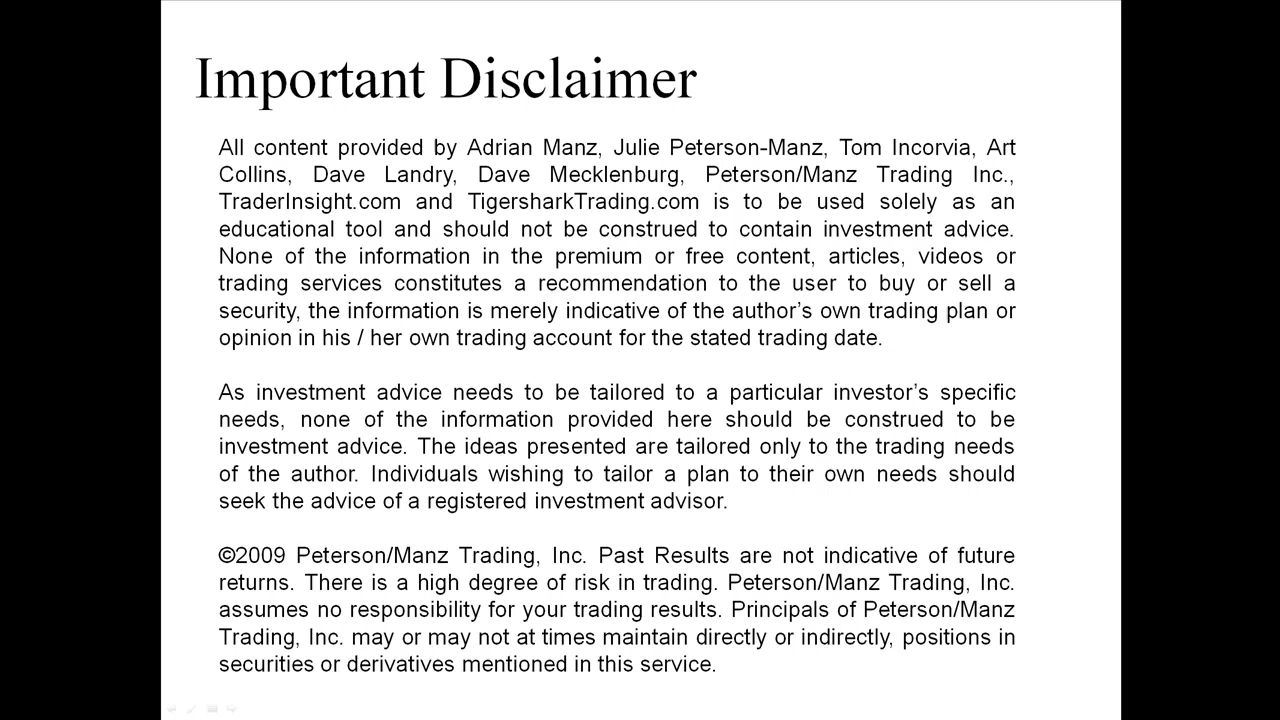 Important Disclaimer
All content provided by Adrian Manz, Julie Peterson-Manz, Tom Incorvia, Art
Collins, Dave Landry, Dave Mecklenburg, Peterson/Manz Trading Inc.,
TraderInsight.com and TigersharkTrading.com is to be used solely as an
educational tool and should not be construed to contain investment advice.
None of the information in the premium or free content, articles, videos or
trading services constitutes a recommendation to the user to buy or sell a
security, the information is merely indicative of the author’s own trading plan or
opinion in his / her own trading account for the stated trading date.
As investment advice needs to be tailored to a particular investor’s specific
needs, none of the information provided here should be construed to be
investment advice. The ideas presented are tailored only to the trading needs
of the author. Individuals wishing to tailor a plan to their own needs should
seek the advice of a registered investment advisor.
©2009 Peterson/Manz Trading, Inc. Past Results are not indicative of future
returns. There is a high degree of risk in trading. Peterson/Manz Trading, Inc.
assumes no responsibility for your trading results. Principals of Peterson/Manz
Trading, Inc. may or may not at times maintain directly or indirectly, positions in
securities or derivatives mentioned in this service.